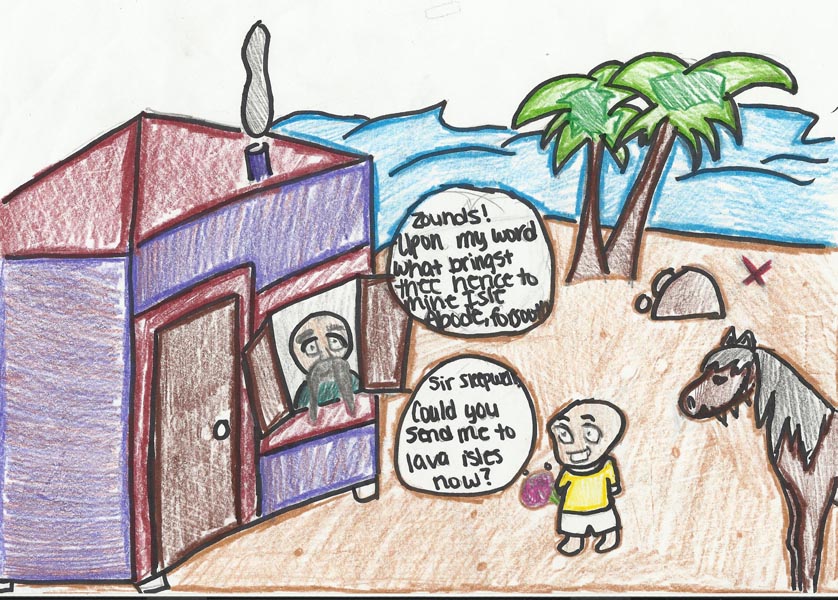 Zounds!
Upon my word
what bringst
thee hence to
mine Isle
Abode, forsooth
Sir sleepwell,
Could you
Send me to
lava isles
now?